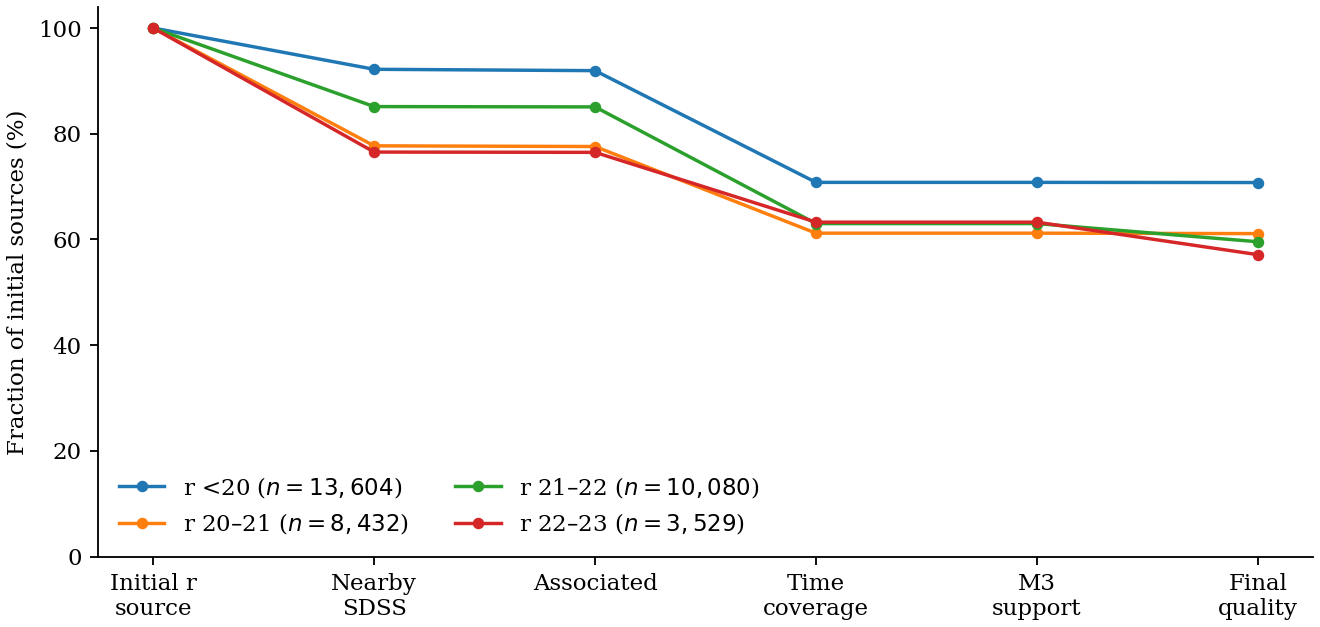 Fraction of initial sources (%)
100
80
60
40
20
0
r <20 (n = 13, 604)
r 20–21 (n = 8, 432)
r 21–22 (n = 10, 080)
r 22–23 (n = 3, 529)
Initial r
source
Nearby
SDSS
Associated
Time
coverage
M3
support
Final
quality